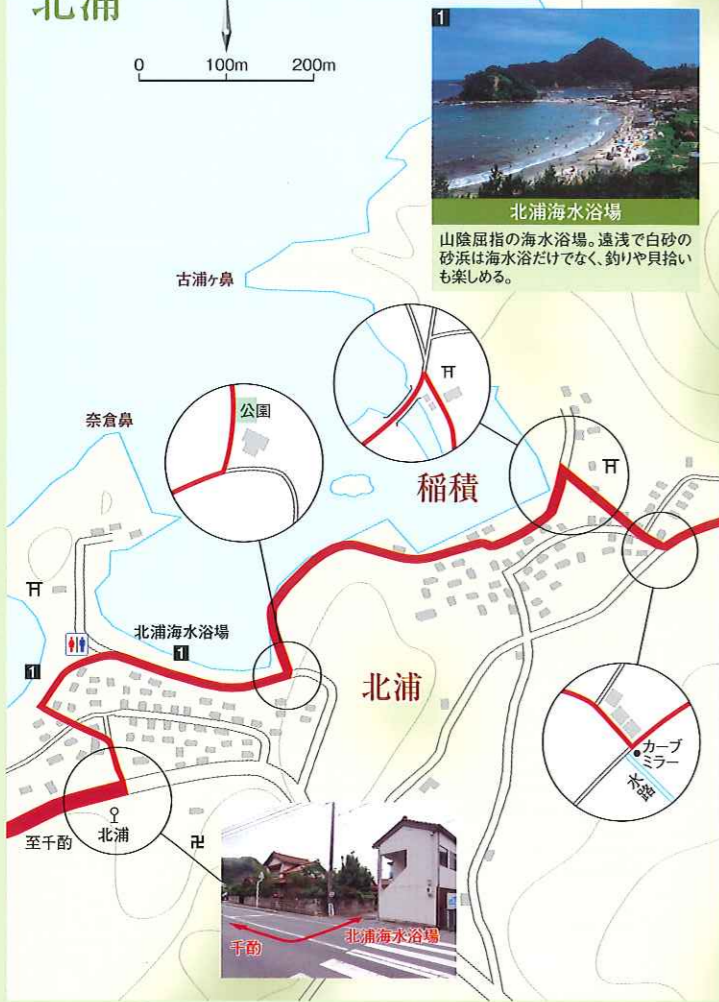 北浦
0 100m 200m
1
北浦海水浴場
山陰屈指の海水浴場。遠浅で白砂の
砂浜は海水浴だけでなく、釣りや貝拾い
も楽しめる。
古浦ヶ鼻
奈倉鼻
公園
稲積
北浦海水浴場
1
1
北浦
カーブ
ミラー
水路
至千酌
北浦
千酌
北浦海水浴場